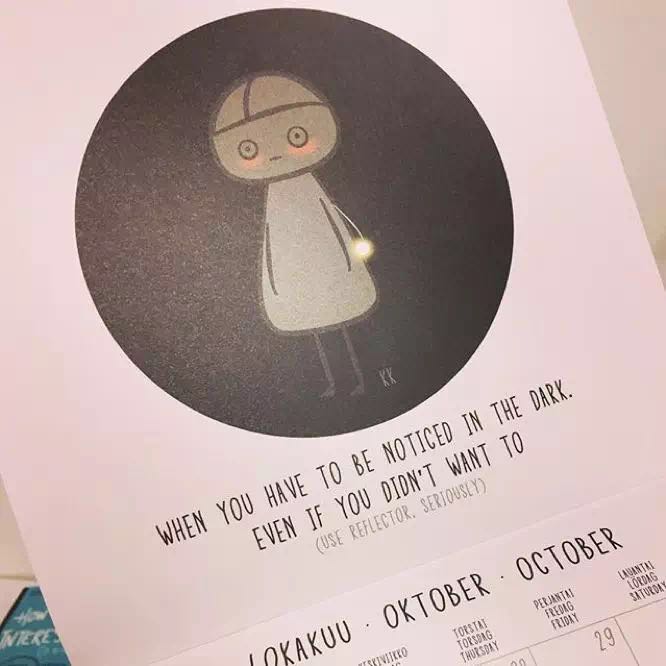 KK
WHEN YOU HAVE TO BE NOTICED IN THE DARK.
EVEN IF YOU DIDN'T WANT TO
(USE REFLECTOR. SERIOUSLY)
LOKAKUU · OKTOBER · OCTOBER
TORSTAI PERJANTAI LAUANTAI
TORSDAG FREDAG LÖRDAG
THURSDAY FRIDAY SATURDAY
29
HOW